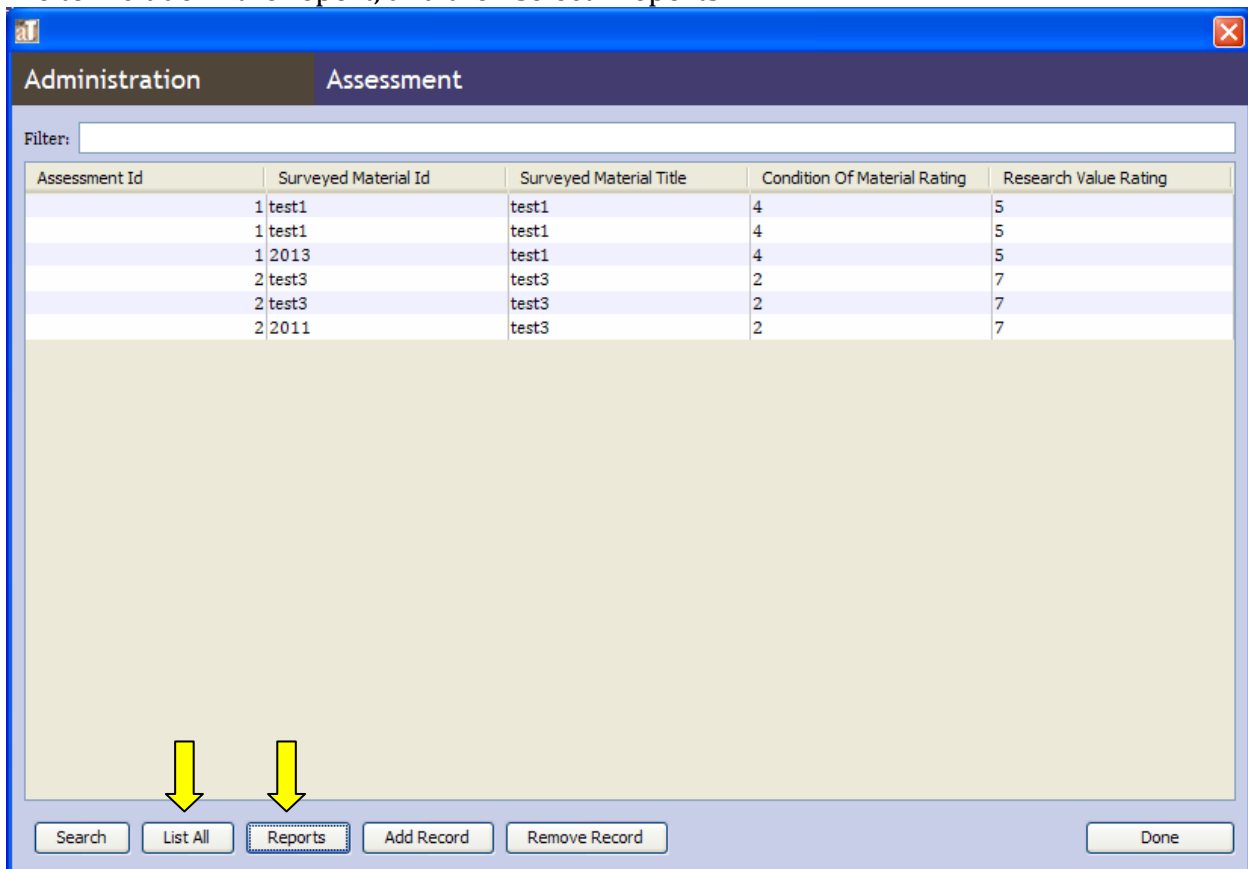 aT
Administration Assessment
Filter:
Assessment Id Surveyed Material Id Surveyed Material Title Condition Of Material Rating Research Value Rating
1 test1 test1 4 5
1 test1 test1 4 5
1 2013 test1 4 5
2 test3 test3 2 7
2 test3 test3 2 7
2 2011 test3 2 7
Search List All Reports Add Record Remove Record Done